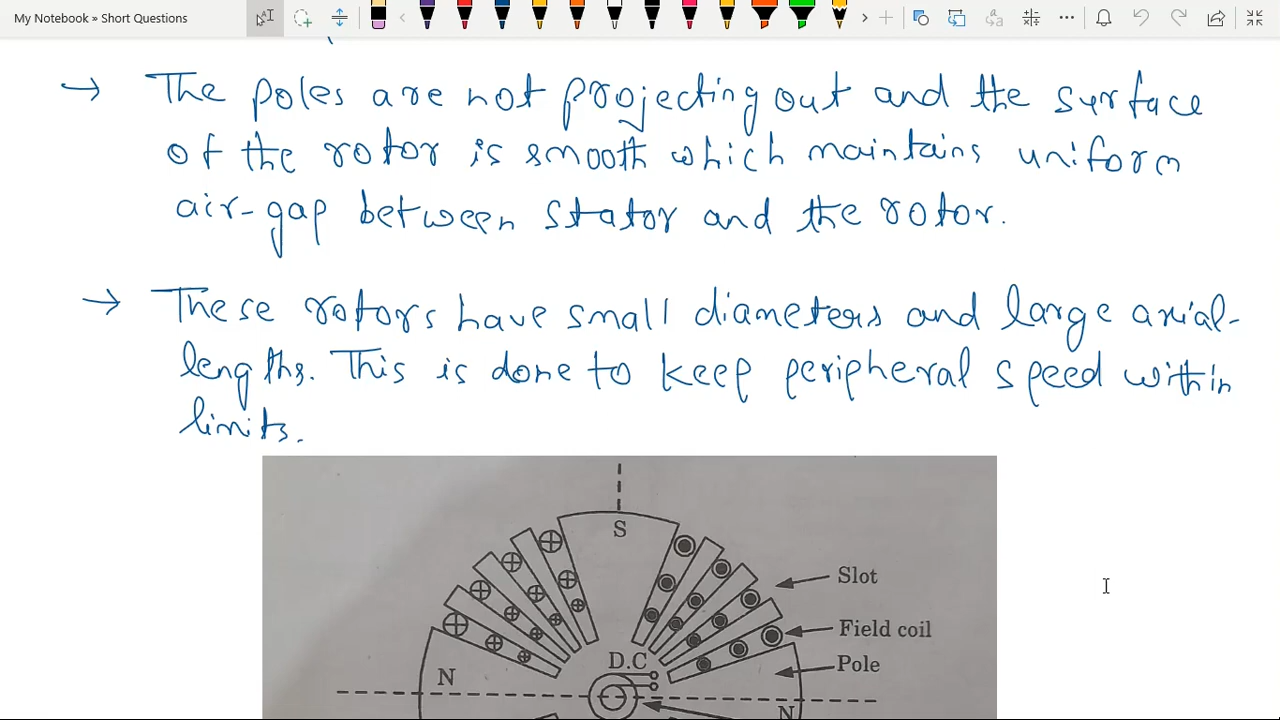 My Notebook » Short Questions
→ The poles are not projecting out and the surface
of the rotor is smooth which maintains uniform
air-gap between stator and the rotor.
→ These rotors have small diameters and large axial-
lengths. This is done to keep peripheral speed within
limits.
S
Slot
Field coil
D.C
Pole
N
N